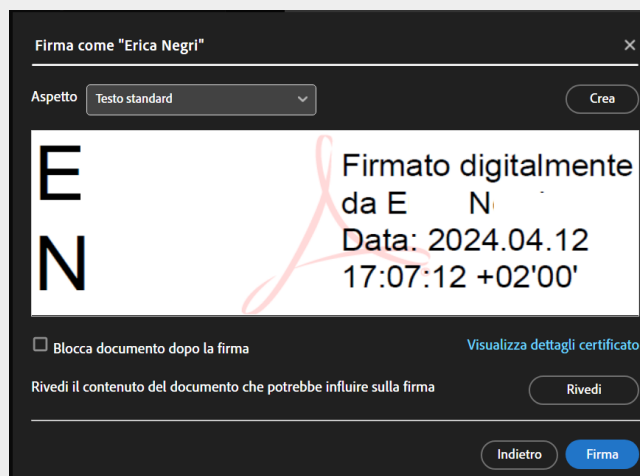 Firma come "Erica Negri"
Aspetto Testo standard Crea
E
N
Firmato digitalmente
da E N
Data: 2024.04.12
17:07:12 +02'00'
Blocca documento dopo la firma Visualizza dettagli certificato
Rivedi il contenuto del documento che potrebbe influire sulla firma Rivedi
Indietro Firma